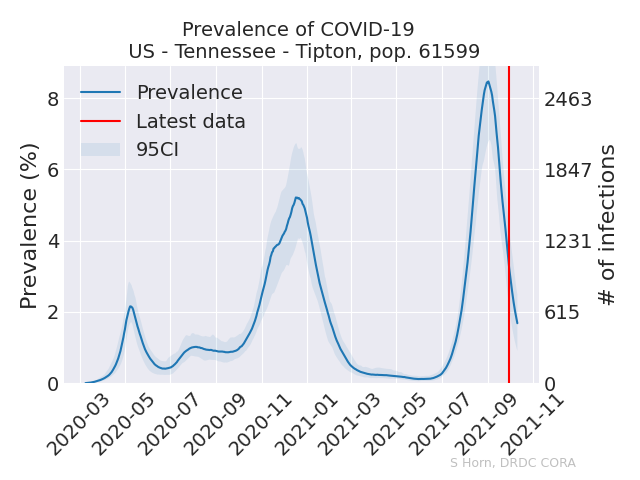 Prevalence of COVID-19
US - Tennessee - Tipton, pop. 61599
Prevalence
Latest data
95CI
Prevalence (%)
8
6
4
2
0
2463
1847
1231
615
0
# of infections
2020-03
2020-05
2020-07
2020-09
2020-11
2021-01
2021-03
2021-05
2021-07
2021-09
2021-11
S Horn, DRDC CORA